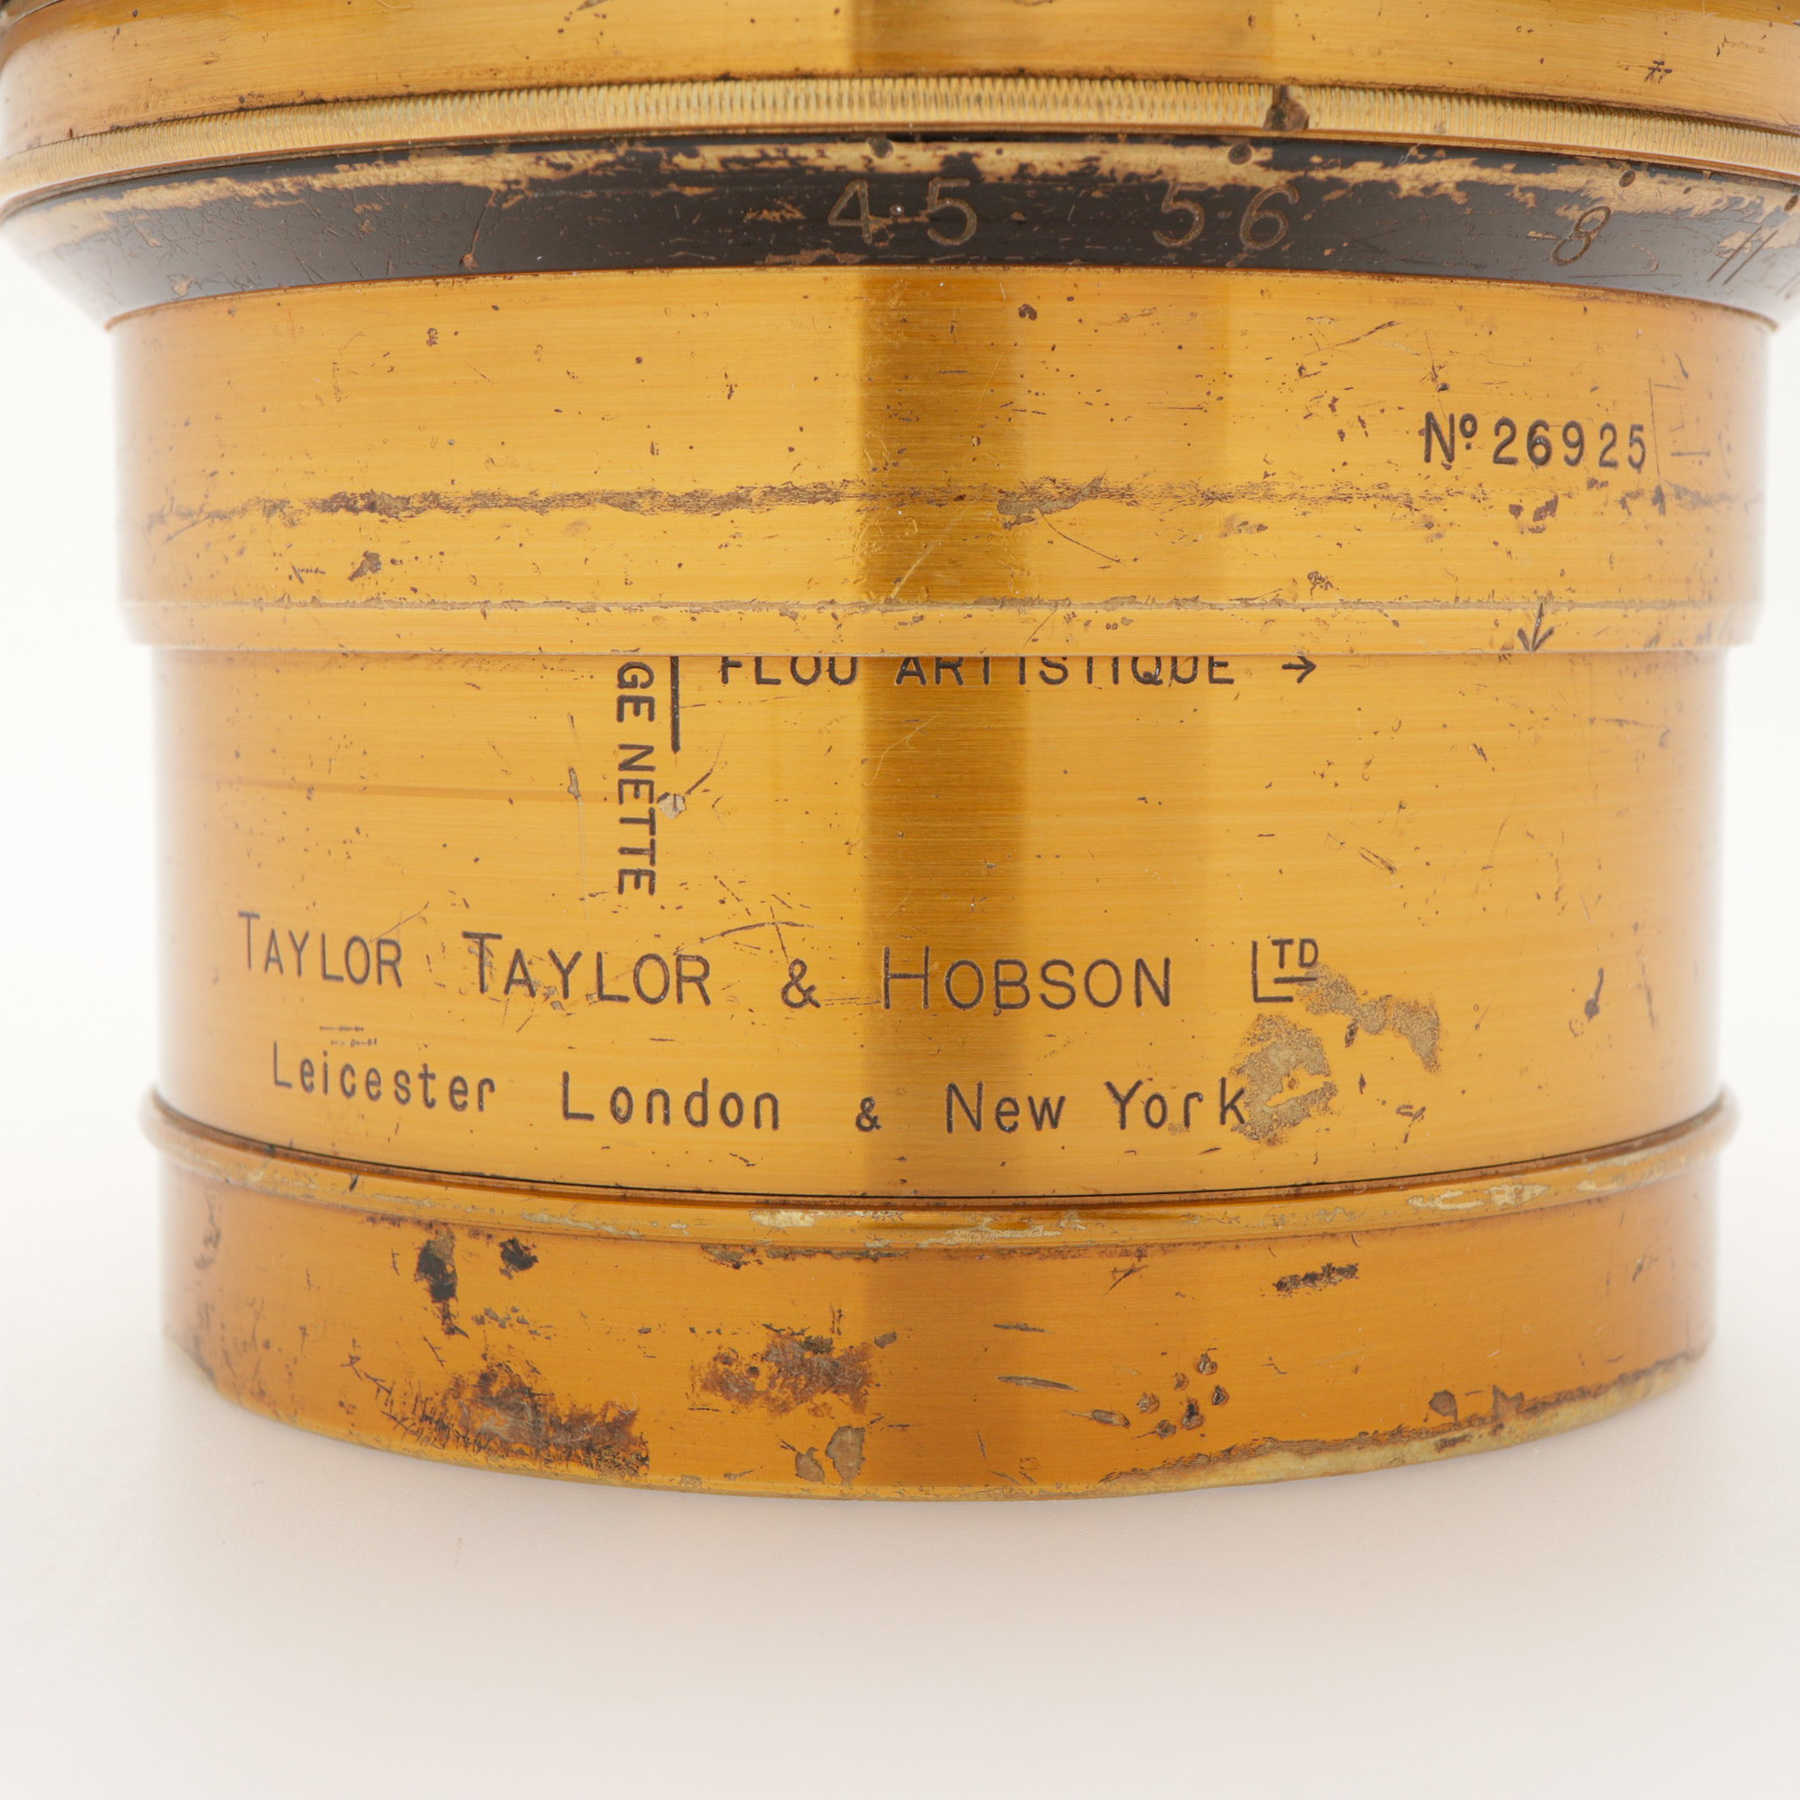 4·5 5·6 8 11
Nº 26925
FLOU ARTISTIQUE →
GE NETTE
TAYLOR TAYLOR & HOBSON LTD
Leicester London & New York